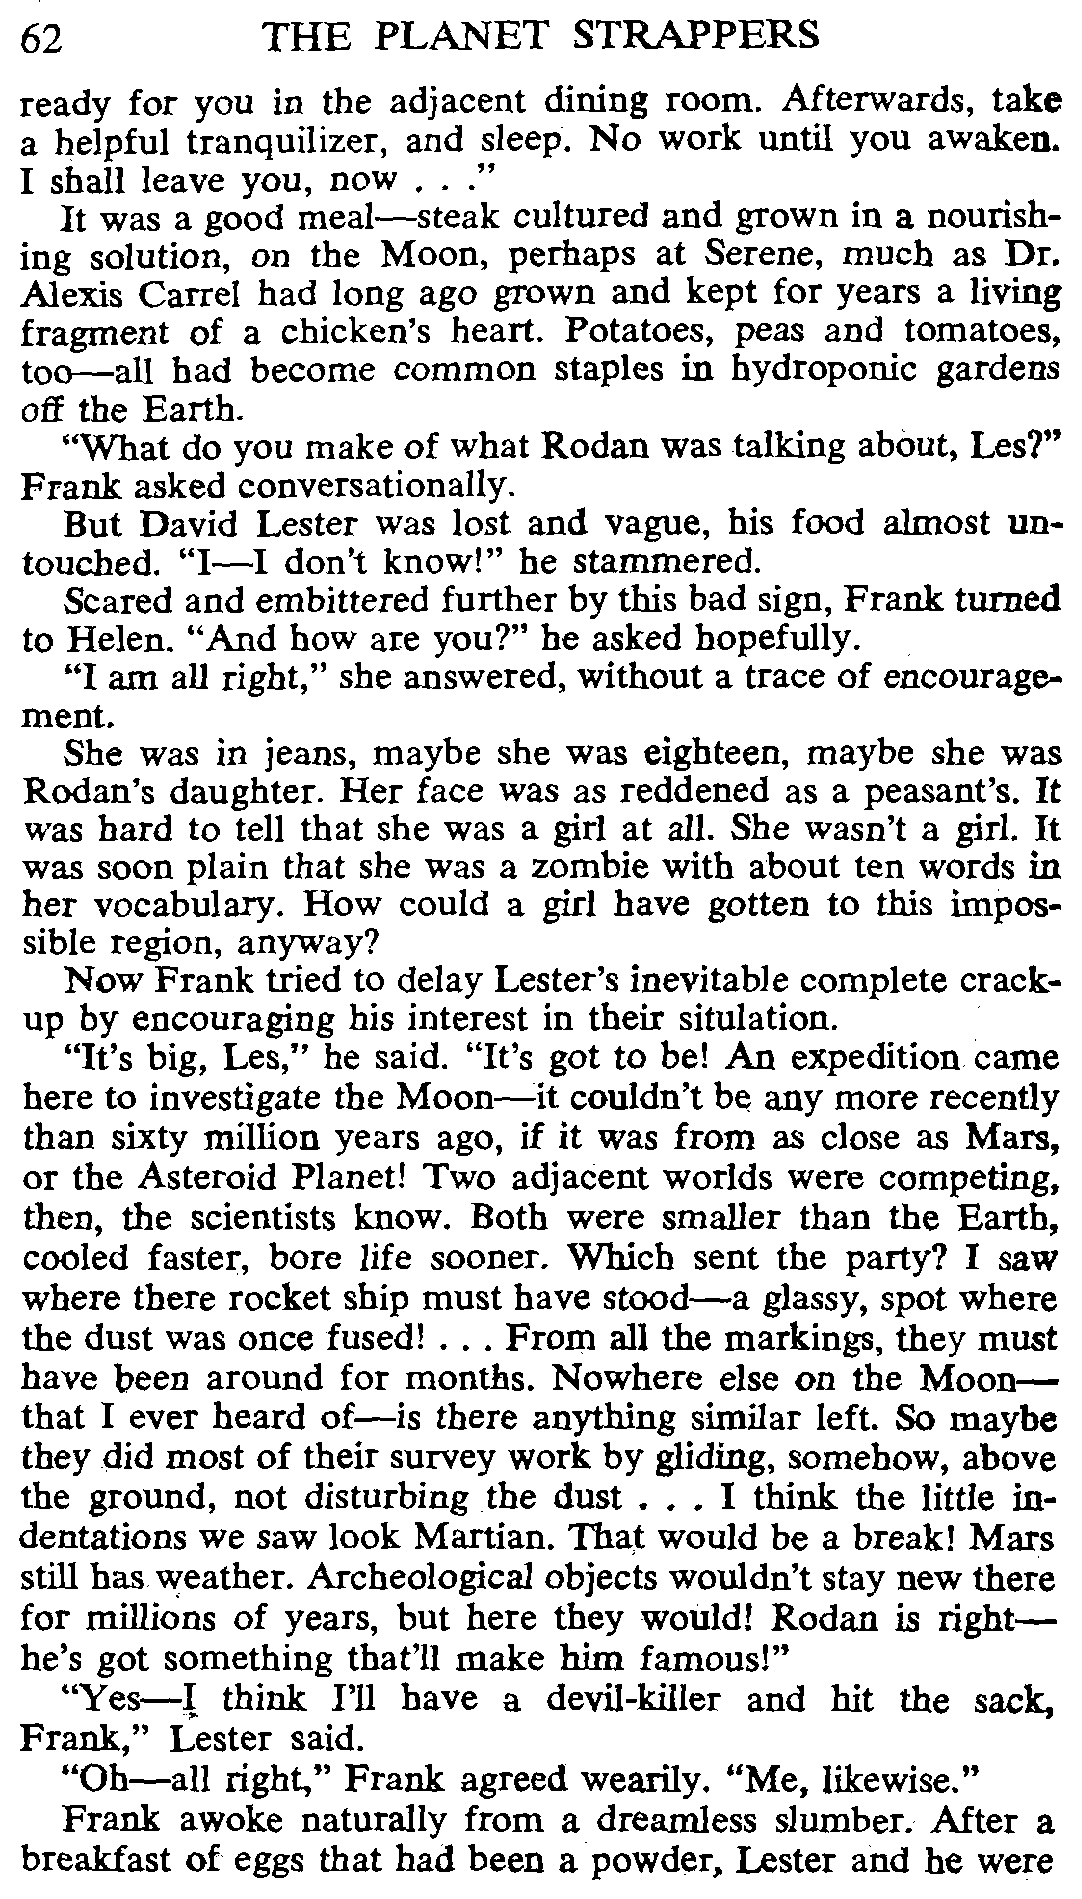 62 THE PLANET STRAPPERS
ready for you in the adjacent dining room. Afterwards, take
a helpful tranquilizer, and sleep. No work until you awaken.
I shall leave you, now . . .”
It was a good meal—steak cultured and grown in a nourish-
ing solution, on the Moon, perhaps at Serene, much as Dr.
Alexis Carrel had long ago grown and kept for years a living
fragment of a chicken’s heart. Potatoes, peas and tomatoes,
too—all had become common staples in hydroponic gardens
off the Earth.
“What do you make of what Rodan was talking about, Les?”
Frank asked conversationally.
But David Lester was lost and vague, his food almost un-
touched. “I—I don’t know!” he stammered.
Scared and embittered further by this bad sign, Frank turned
to Helen. “And how are you?” he asked hopefully.
“I am all right,” she answered, without a trace of encourage-
ment.
She was in jeans, maybe she was eighteen, maybe she was
Rodan’s daughter. Her face was as reddened as a peasant’s. It
was hard to tell that she was a girl at all. She wasn’t a girl. It
was soon plain that she was a zombie with about ten words in
her vocabulary. How could a girl have gotten to this impos-
sible region, anyway?
Now Frank tried to delay Lester’s inevitable complete crack-
up by encouraging his interest in their situlation.
“It’s big, Les,” he said. “It’s got to be! An expedition came
here to investigate the Moon—it couldn’t be any more recently
than sixty million years ago, if it was from as close as Mars,
or the Asteroid Planet! Two adjacent worlds were competing,
then, the scientists know. Both were smaller than the Earth,
cooled faster, bore life sooner. Which sent the party? I saw
where there rocket ship must have stood—a glassy, spot where
the dust was once fused! . . . From all the markings, they must
have been around for months. Nowhere else on the Moon—
that I ever heard of—is there anything similar left. So maybe
they did most of their survey work by gliding, somehow, above
the ground, not disturbing the dust . . . I think the little in-
dentations we saw look Martian. That would be a break! Mars
still has weather. Archeological objects wouldn’t stay new there
for millions of years, but here they would! Rodan is right—
he’s got something that’ll make him famous!”
“Yes—I think I’ll have a devil-killer and hit the sack,
Frank,” Lester said.
“Oh—all right,” Frank agreed wearily. “Me, likewise.”
Frank awoke naturally from a dreamless slumber. After a
breakfast of eggs that had been a powder, Lester and he were